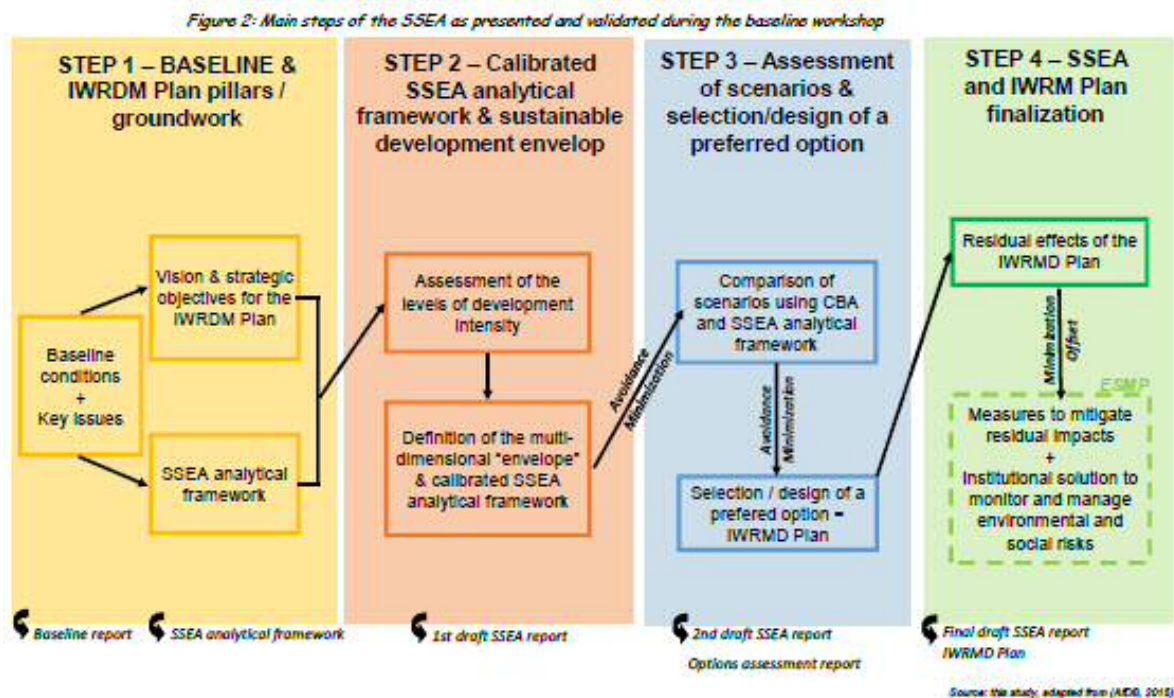 Figure 2: Main steps of the SSEA as presented and validated during the baseline workshop
STEP 1 – BASELINE &
IWRDM Plan pillars /
groundwork
Vision & strategic
objectives for the
IWRDM Plan
Baseline
conditions
+
Key issues
SSEA analytical
framework
Baseline report
SSEA analytical framework
STEP 2 – Calibrated
SSEA analytical
framework & sustainable
development envelop
Assessment of the
levels of development
intensity
Definition of the multi-
dimensional "envelope"
& calibrated SSEA
analytical framework
1st draft SSEA report
Avoidance
Minimization
STEP 3 – Assessment
of scenarios &
selection/design of a
preferred option
Comparison of
scenarios using CBA
and SSEA analytical
framework
Avoidance
Minimization
Selection / design of a
prefered option =
IWRMD Plan
2nd draft SSEA report
Options assessment report
STEP 4 – SSEA
and IWRM Plan
finalization
Residual effects of the
IWRMD Plan
Minimization
Offset
ESMP
Measures to mitigate
residual impacts
+
Institutional solution to
monitor and manage
environmental and
social risks
Final draft SSEA report
IWRMD Plan
Source: this study, adapted from